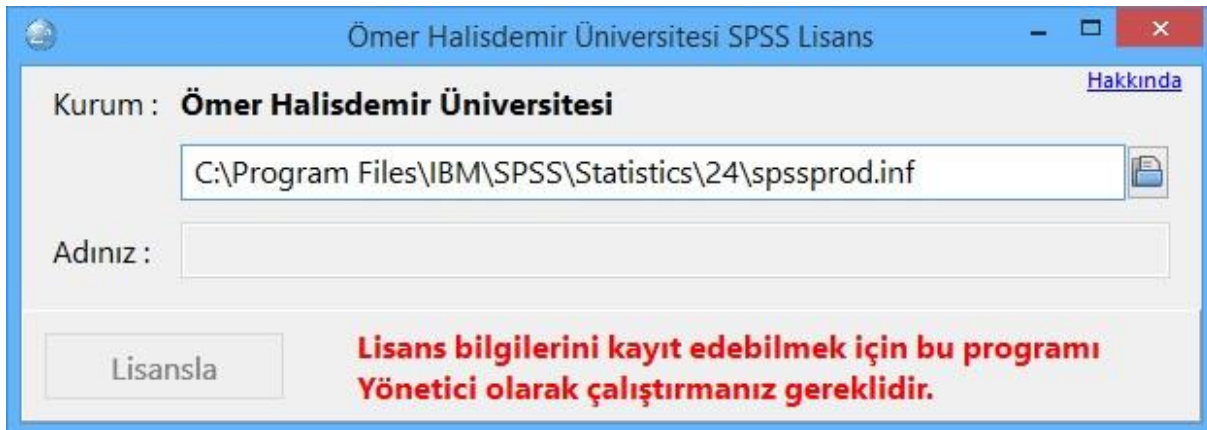 Ömer Halisdemir Üniversitesi SPSS Lisans
Hakkında
Kurum : Ömer Halisdemir Üniversitesi
C:\Program Files\IBM\SPSS\Statistics\24\spssprod.inf
Adınız :
Lisansla
Lisans bilgilerini kayıt edebilmek için bu programı
Yönetici olarak çalıştırmanız gereklidir.